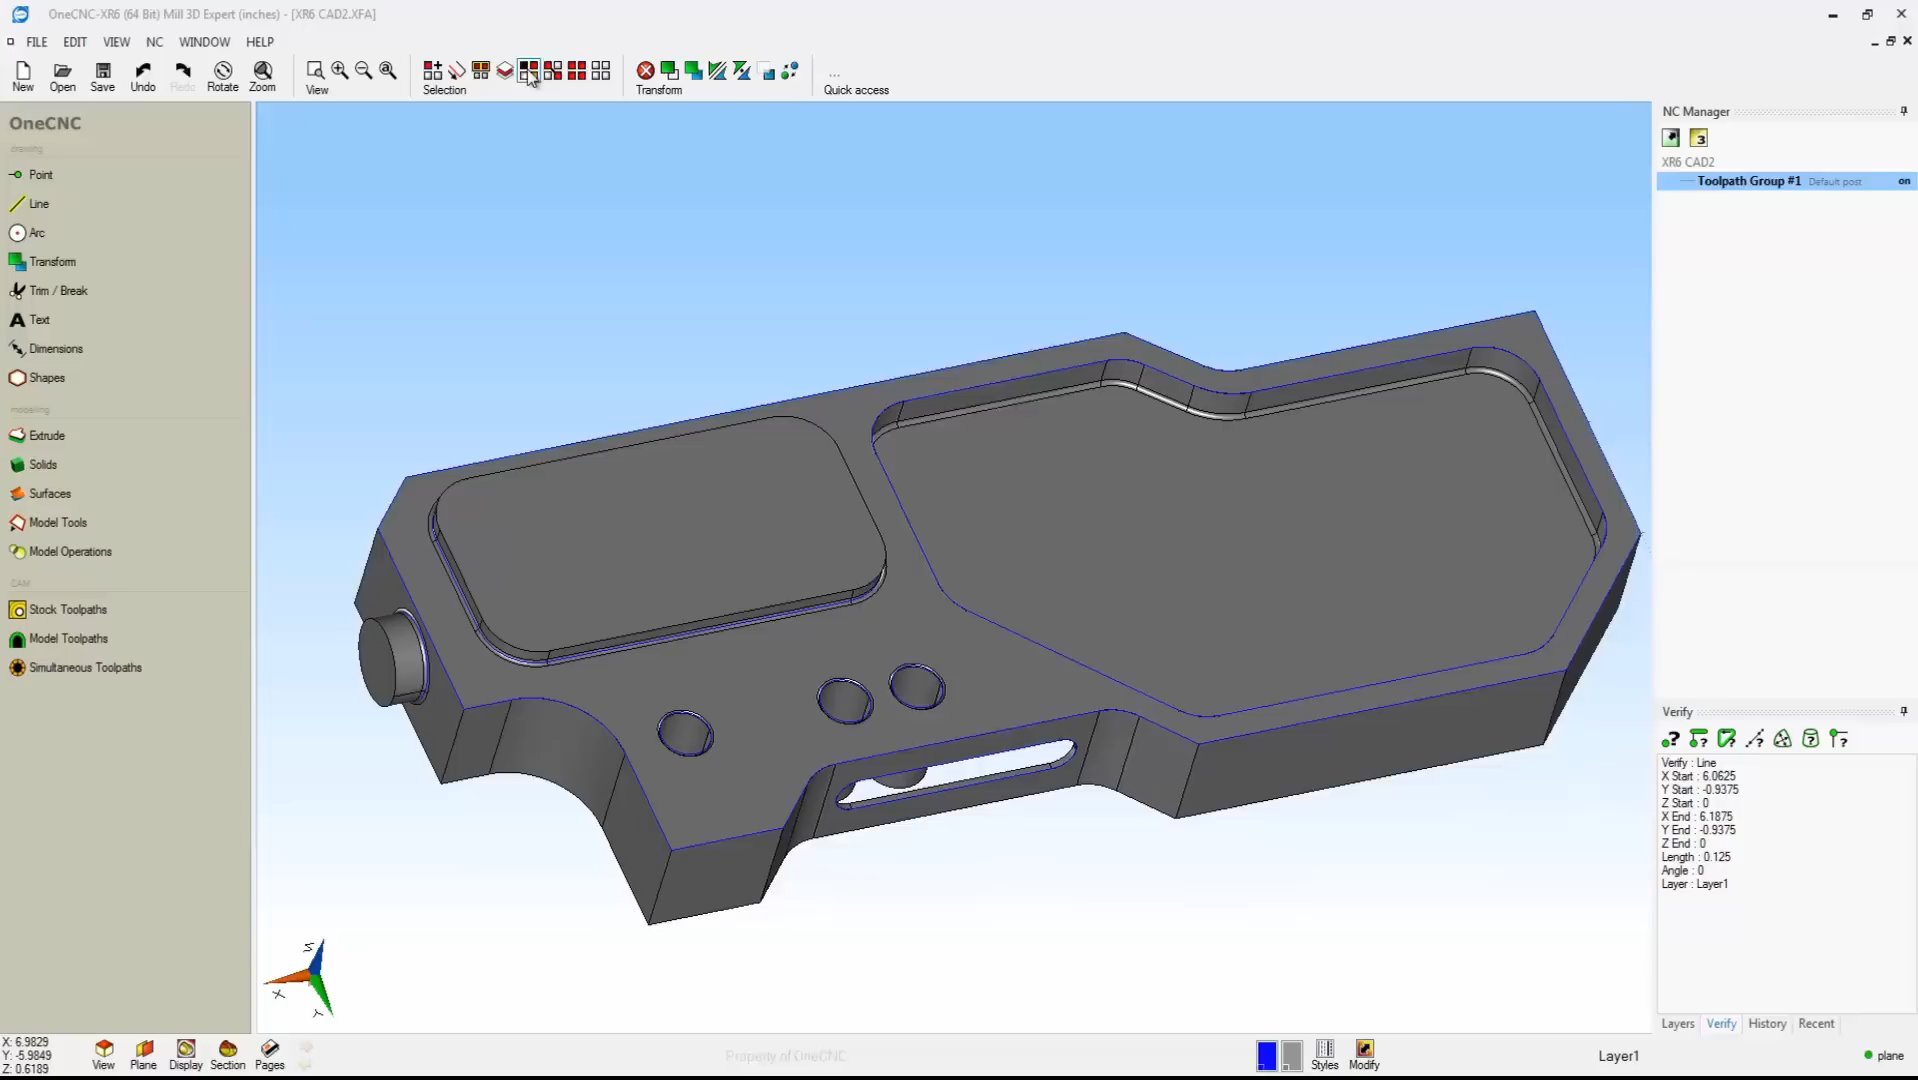 OneCNC-XR6 (64 Bit) Mill 3D Expert (inches) - [XR6 CAD2.XFA]
FILE EDIT VIEW NC WINDOW HELP
New Open Save Undo Redo Rotate Zoom View Selection Transform ... Quick access
OneCNC
drawing
Point
Line
Arc
Transform
Trim / Break
A Text
Dimensions
Shapes
modelling
Extrude
Solids
Surfaces
Model Tools
Model Operations
CAM
Stock Toolpaths
Model Toolpaths
Simultaneous Toolpaths
NC Manager
3
XR6 CAD2
Toolpath Group #1 Default post on
Verify
Verify : Line
X Start : 6.0625
Y Start : -0.9375
Z Start : 0
X End : 6.1875
Y End : -0.9375
Z End : 0
Length : 0.125
Angle : 0
Layer : Layer1
Layers Verify History Recent
Z
X
Y
X: 6.9829
Y: -5.9849
Z: 0.6189
View Plane Display Section Pages
Property of OneCNC
Styles Modify
Layer1
plane